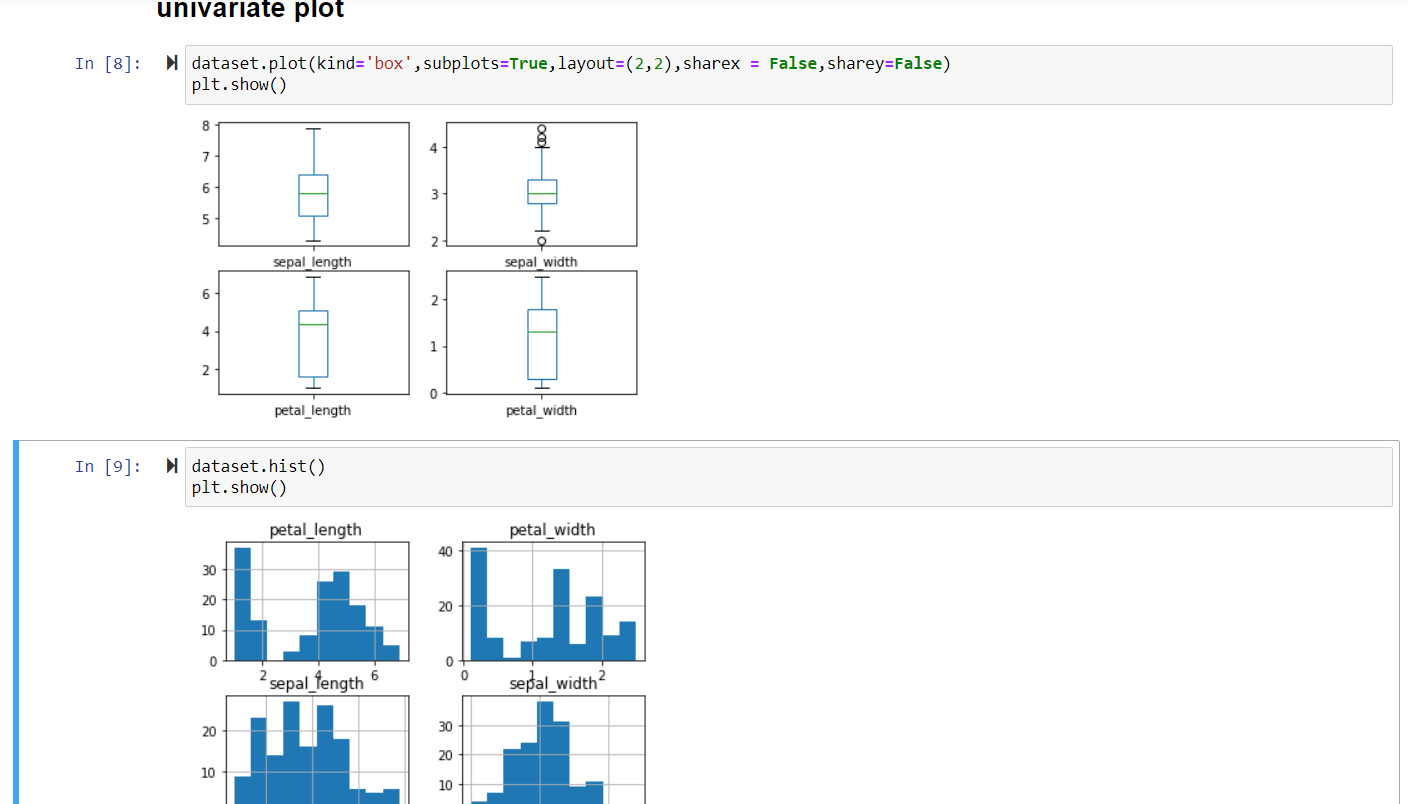 univariate plot
In [8]: dataset.plot(kind='box',subplots=True,layout=(2,2),sharex = False,sharey=False)
plt.show()
8
7
6
5
sepal_length
4
3
2
sepal_width
6
4
2
petal_length
2
1
0
petal_width
In [9]: dataset.hist()
plt.show()
petal_length
30
20
10
0
2 4 6
petal_width
40
20
0
0 1 2
sepal_length
20
10
sepal_width
30
20
10